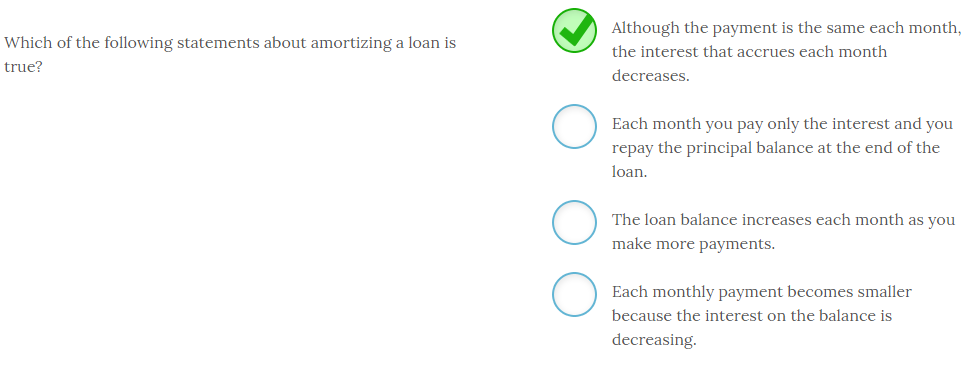 Which of the following statements about amortizing a loan is
true?
Although the payment is the same each month,
the interest that accrues each month
decreases.
Each month you pay only the interest and you
repay the principal balance at the end of the
loan.
The loan balance increases each month as you
make more payments.
Each monthly payment becomes smaller
because the interest on the balance is
decreasing.